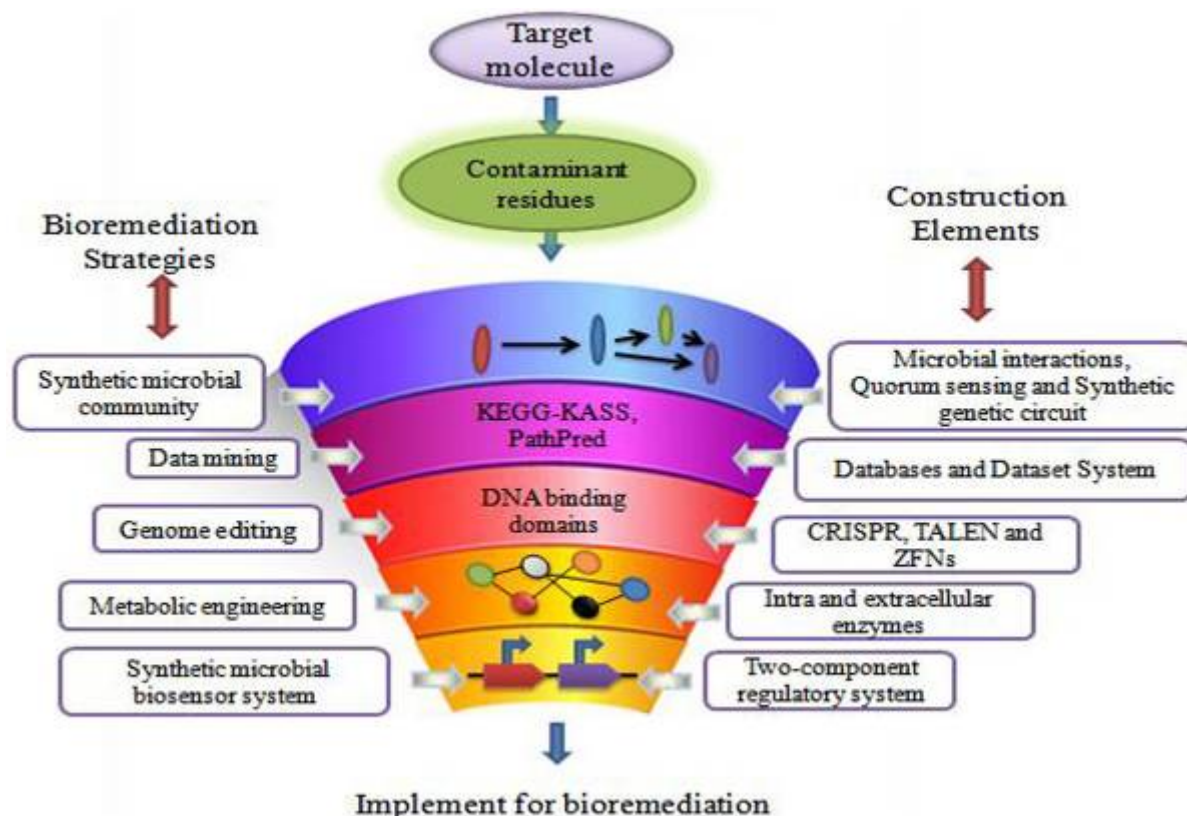 Target
molecule
Contaminant
residues
Bioremediation
Strategies
Construction
Elements
Synthetic microbial
community
Microbial interactions,
Quorum sensing and Synthetic
genetic circuit
KEGG-KASS,
PathPred
Data mining
Databases and Dataset System
DNA binding
domains
Genome editing
CRISPR, TALEN and
ZFNs
Metabolic engineering
Intra and extracellular
enzymes
Synthetic microbial
biosensor system
Two-component
regulatory system
Implement for bioremediation